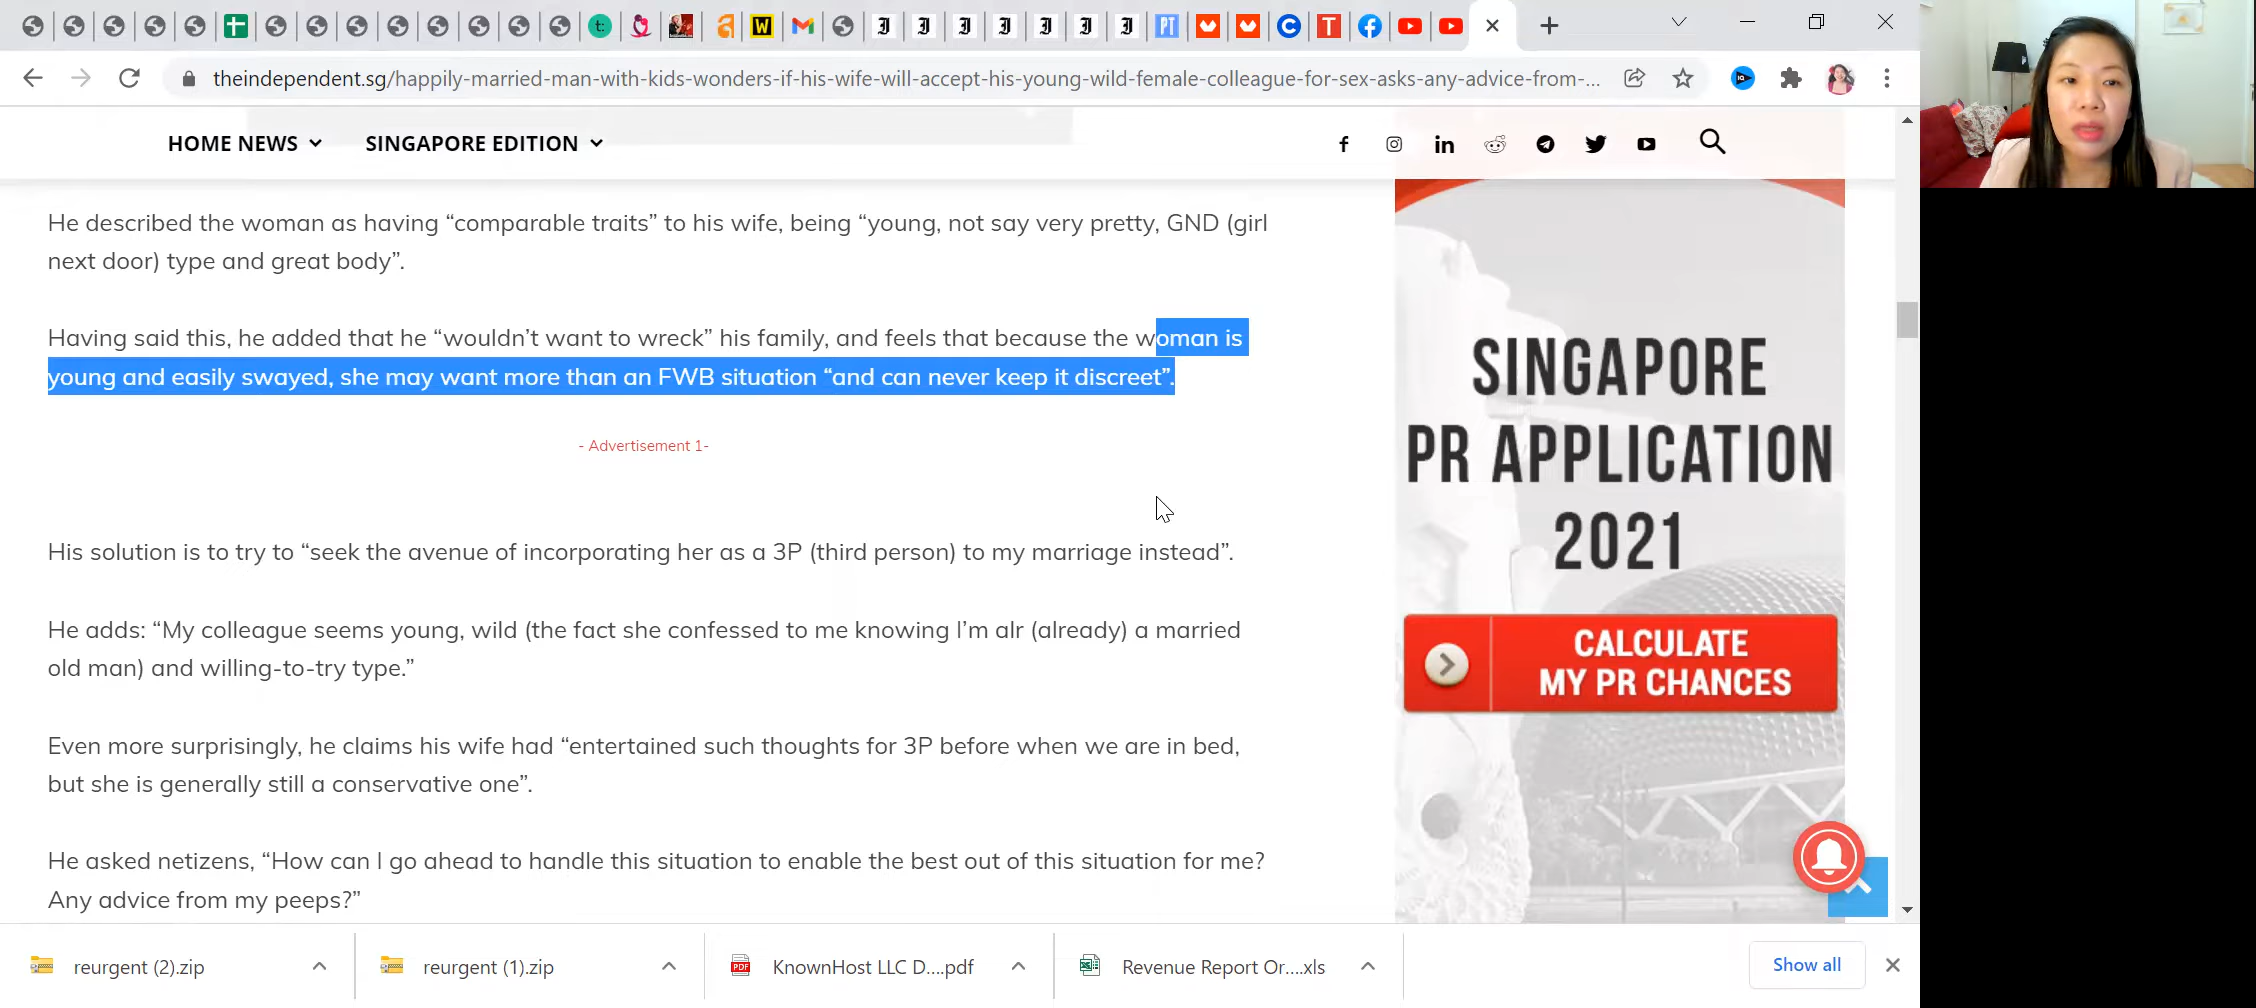 theindependent.sg/happily-married-man-with-kids-wonders-if-his-wife-will-accept-his-young-wild-female-colleague-for-sex-asks-any-advice-from-...
HOME NEWS
SINGAPORE EDITION
He described the woman as having “comparable traits” to his wife, being “young, not say very pretty, GND (girl
next door) type and great body”.
Having said this, he added that he “wouldn’t want to wreck” his family, and feels that because the woman is
young and easily swayed, she may want more than an FWB situation “and can never keep it discreet”.
- Advertisement 1-
His solution is to try to “seek the avenue of incorporating her as a 3P (third person) to my marriage instead”.
He adds: “My colleague seems young, wild (the fact she confessed to me knowing I’m alr (already) a married
old man) and willing-to-try type.”
Even more surprisingly, he claims his wife had “entertained such thoughts for 3P before when we are in bed,
but she is generally still a conservative one”.
He asked netizens, “How can I go ahead to handle this situation to enable the best out of this situation for me?
Any advice from my peeps?”
SINGAPORE
PR APPLICATION
2021
CALCULATE
MY PR CHANCES
reurgent (2).zip
reurgent (1).zip
KnownHost LLC D....pdf
Revenue Report Or....xls
Show all